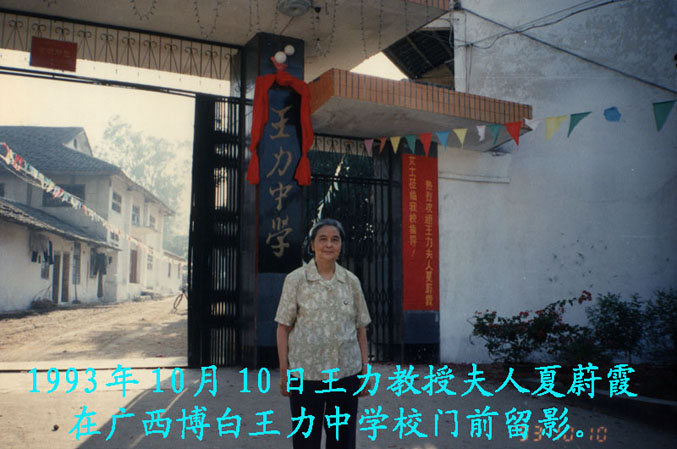 王力中学
热烈欢迎王力夫人夏蔚霞
女士莅临我校指导！
1993年10月10日王力教授夫人夏蔚霞
在广西博白王力中学校门前留影。